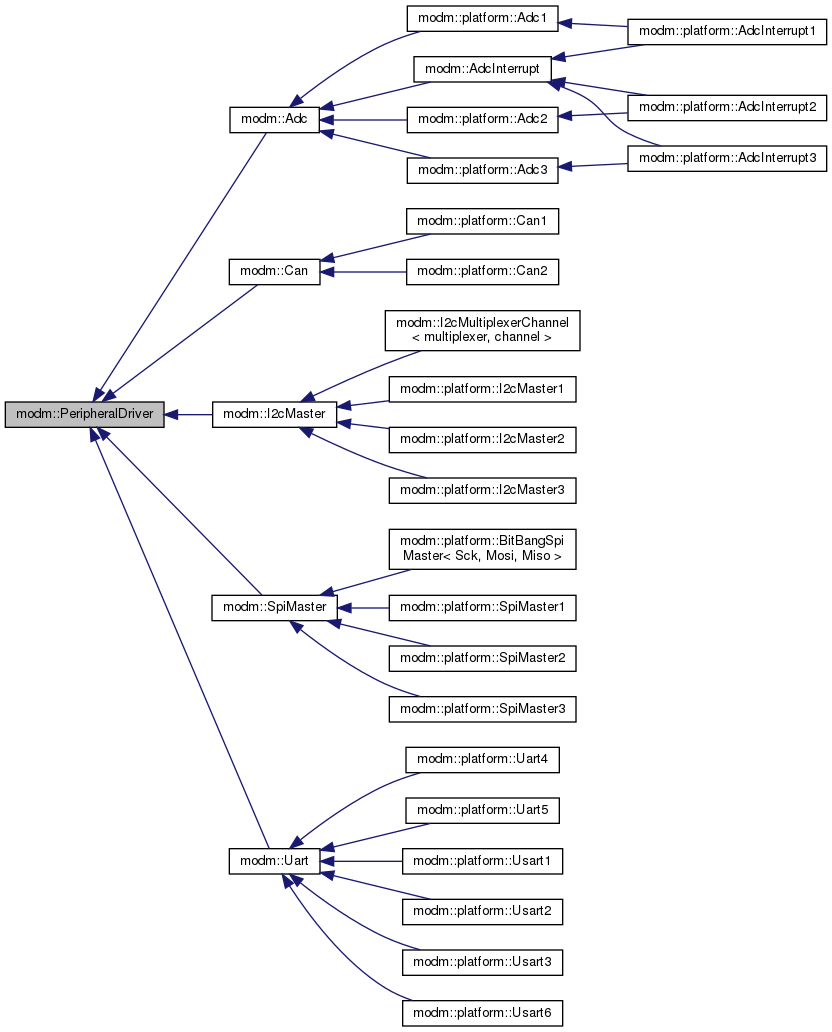 modm::platform::Adc1
modm::platform::AdcInterrupt1
modm::AdcInterrupt
modm::platform::AdcInterrupt2
modm::Adc
modm::platform::Adc2
modm::platform::AdcInterrupt3
modm::platform::Adc3
modm::platform::Can1
modm::Can
modm::platform::Can2
modm::I2cMultiplexerChannel
< multiplexer, channel >
modm::platform::I2cMaster1
modm::PeripheralDriver
modm::I2cMaster
modm::platform::I2cMaster2
modm::platform::I2cMaster3
modm::platform::BitBangSpi
Master< Sck, Mosi, Miso >
modm::SpiMaster
modm::platform::SpiMaster1
modm::platform::SpiMaster2
modm::platform::SpiMaster3
modm::platform::Uart4
modm::platform::Uart5
modm::Uart
modm::platform::Usart1
modm::platform::Usart2
modm::platform::Usart3
modm::platform::Usart6